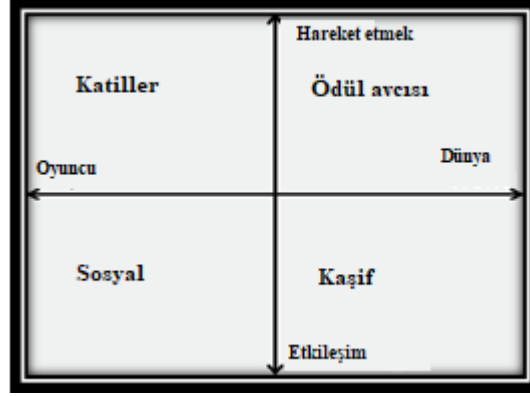 Hareket etmek
Katiller
Ödül avcısı
Oyuncu
Dünya
Sosyal
Kaşif
Etkileşim